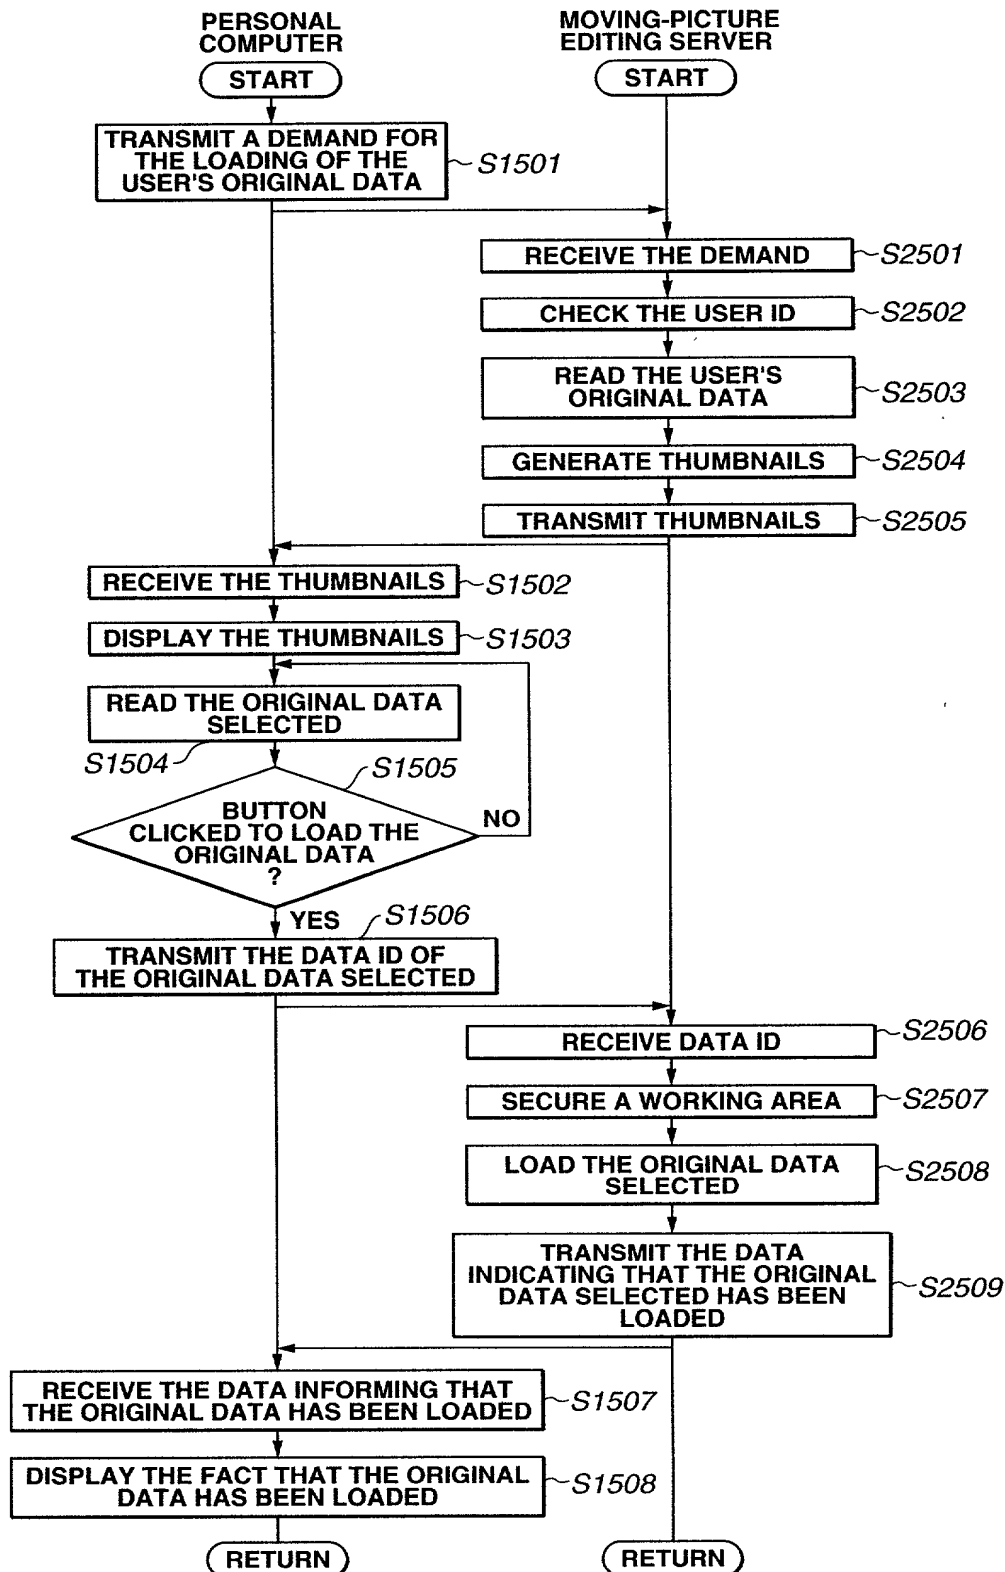 PERSONAL
COMPUTER
MOVING-PICTURE
EDITING SERVER
START
START
TRANSMIT A DEMAND FOR
THE LOADING OF THE
USER'S ORIGINAL DATA
S1501
RECEIVE THE DEMAND
S2501
CHECK THE USER ID
S2502
READ THE USER'S
ORIGINAL DATA
S2503
GENERATE THUMBNAILS
S2504
TRANSMIT THUMBNAILS
S2505
RECEIVE THE THUMBNAILS
S1502
DISPLAY THE THUMBNAILS
S1503
READ THE ORIGINAL DATA
SELECTED
S1504
S1505
BUTTON
CLICKED TO LOAD THE
ORIGINAL DATA
?
NO
YES
S1506
TRANSMIT THE DATA ID OF
THE ORIGINAL DATA SELECTED
RECEIVE DATA ID
S2506
SECURE A WORKING AREA
S2507
LOAD THE ORIGINAL DATA
SELECTED
S2508
TRANSMIT THE DATA
INDICATING THAT THE ORIGINAL
DATA SELECTED HAS BEEN
LOADED
S2509
RECEIVE THE DATA INFORMING THAT
THE ORIGINAL DATA HAS BEEN LOADED
S1507
DISPLAY THE FACT THAT THE ORIGINAL
DATA HAS BEEN LOADED
S1508
RETURN
RETURN